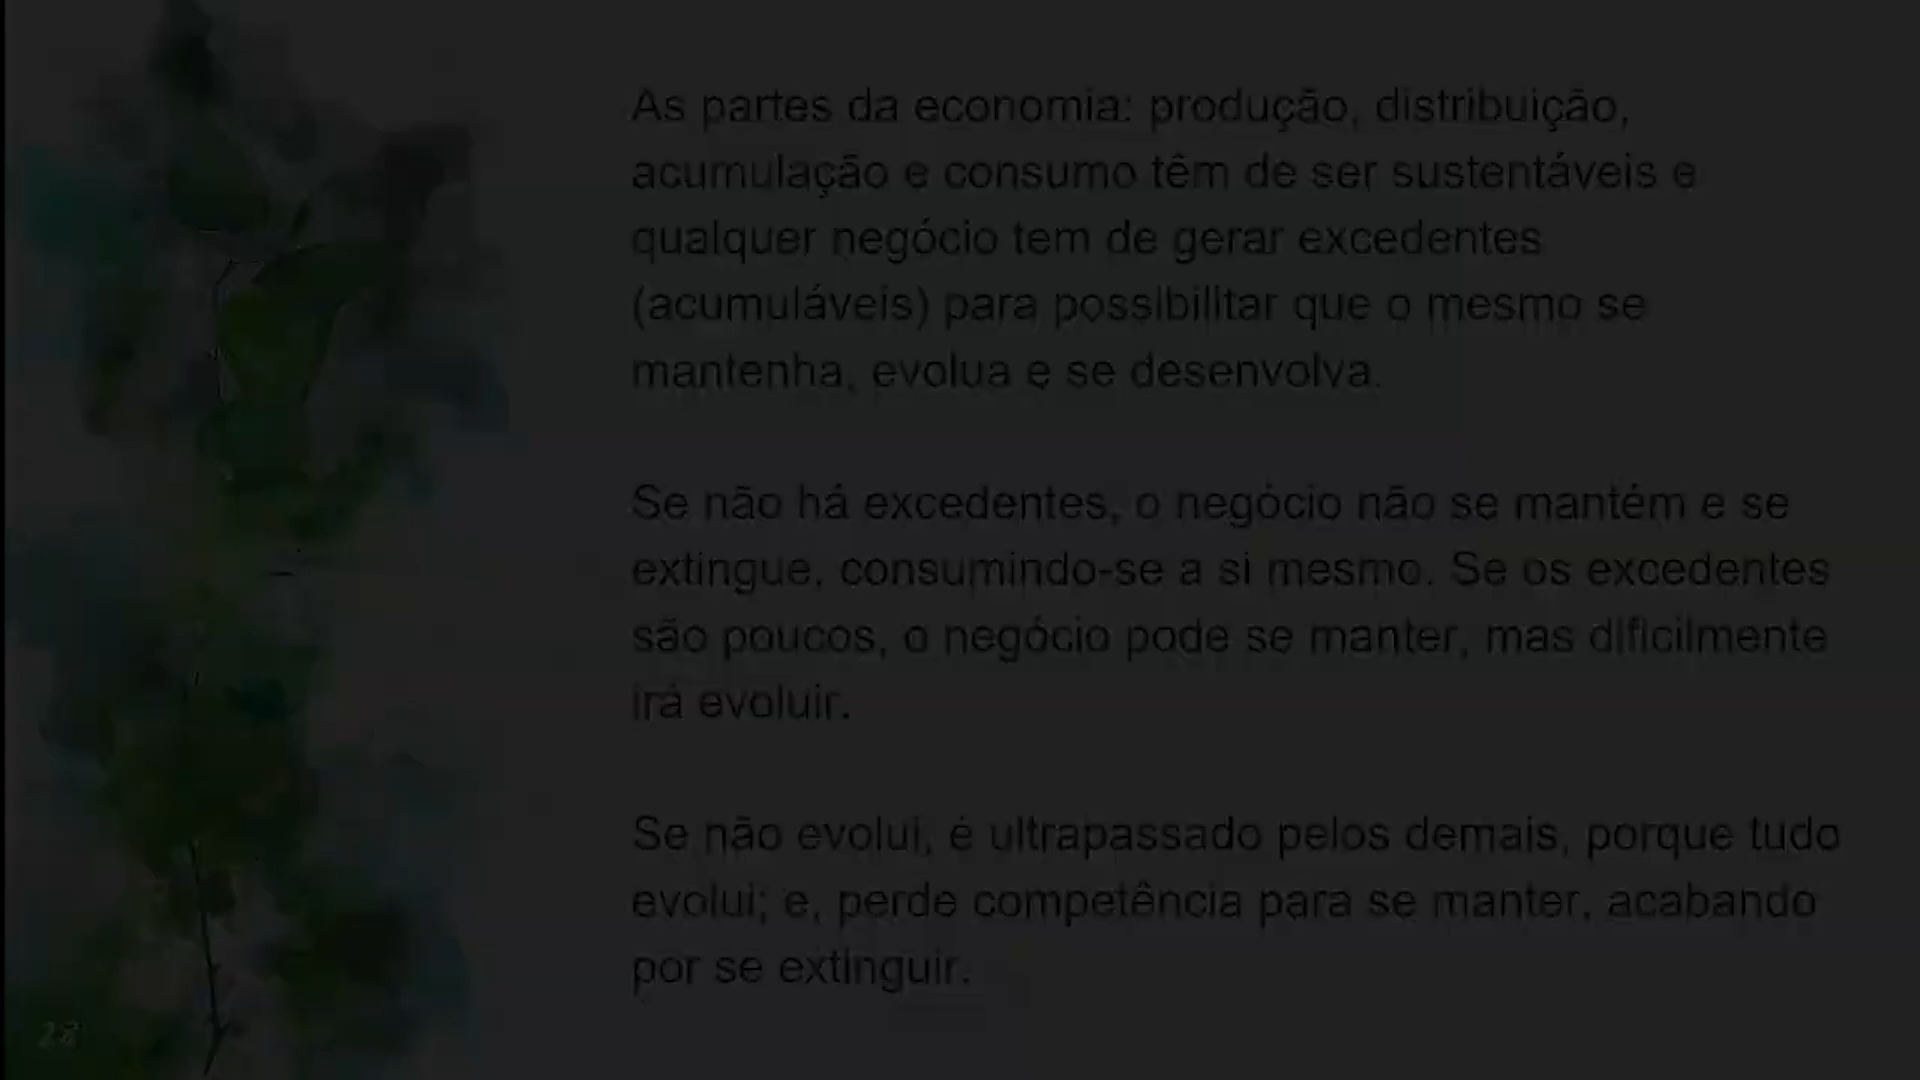 As partes da economia: produção, distribuição,
acumulação e consumo têm de ser sustentáveis e
qualquer negócio tem de gerar excedentes
(acumuláveis) para possibilitar que o mesmo se
mantenha, evolua e se desenvolva.
Se não há excedentes, o negócio não se mantém e se
extingue, consumindo-se a si mesmo. Se os excedentes
são poucos, o negócio pode se manter, mas dificilmente
irá evoluir.
Se não evolui, é ultrapassado pelos demais, porque tudo
evolui; e, perde competência para se manter, acabando
por se extinguir.
28